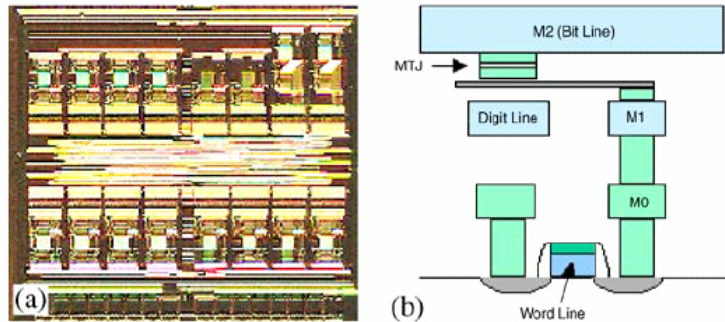 M2 (Bit Line)
MTJ
Digit Line
M1
M0
(a)
(b)
Word Line